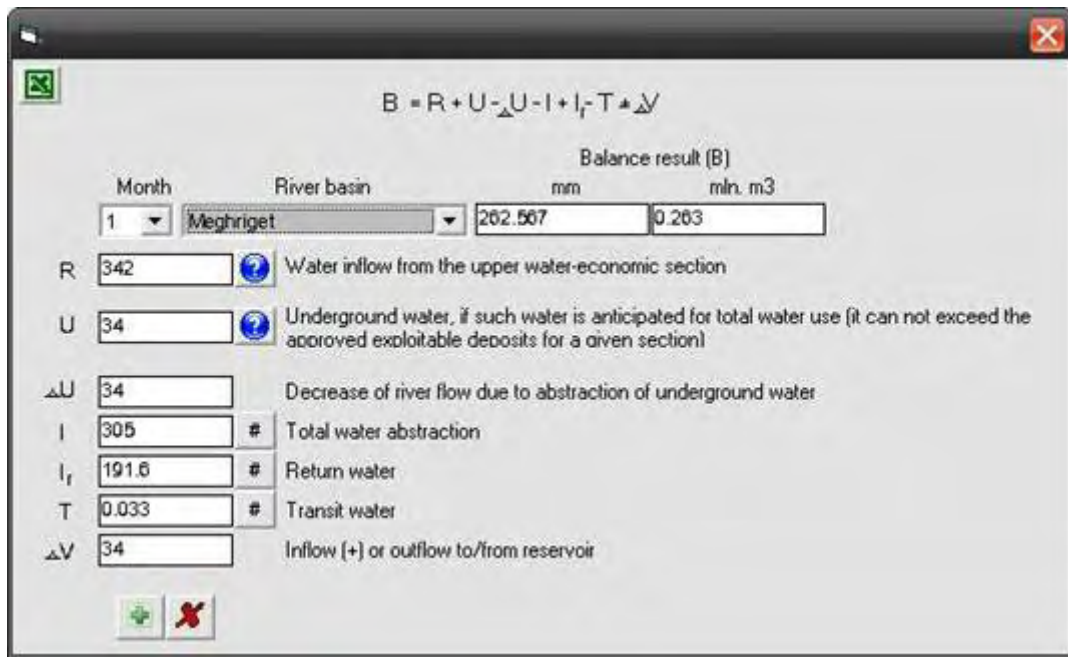 B = R + U - △U - I + Iᵣ - T + △V
Balance result (B)
Month River basin mm mln. m3
1 Meghriget 262.567 0.263
R 342 ? Water inflow from the upper water-economic section
U 34 ? Underground water, if such water is anticipated for total water use (it can not exceed the
approved exploitable deposits for a given section)
△U 34 Decrease of river flow due to abstraction of underground water
I 305 # Total water abstraction
Iᵣ 191.6 # Return water
T 0.033 # Transit water
△V 34 Inflow (+) or outflow to/from reservoir